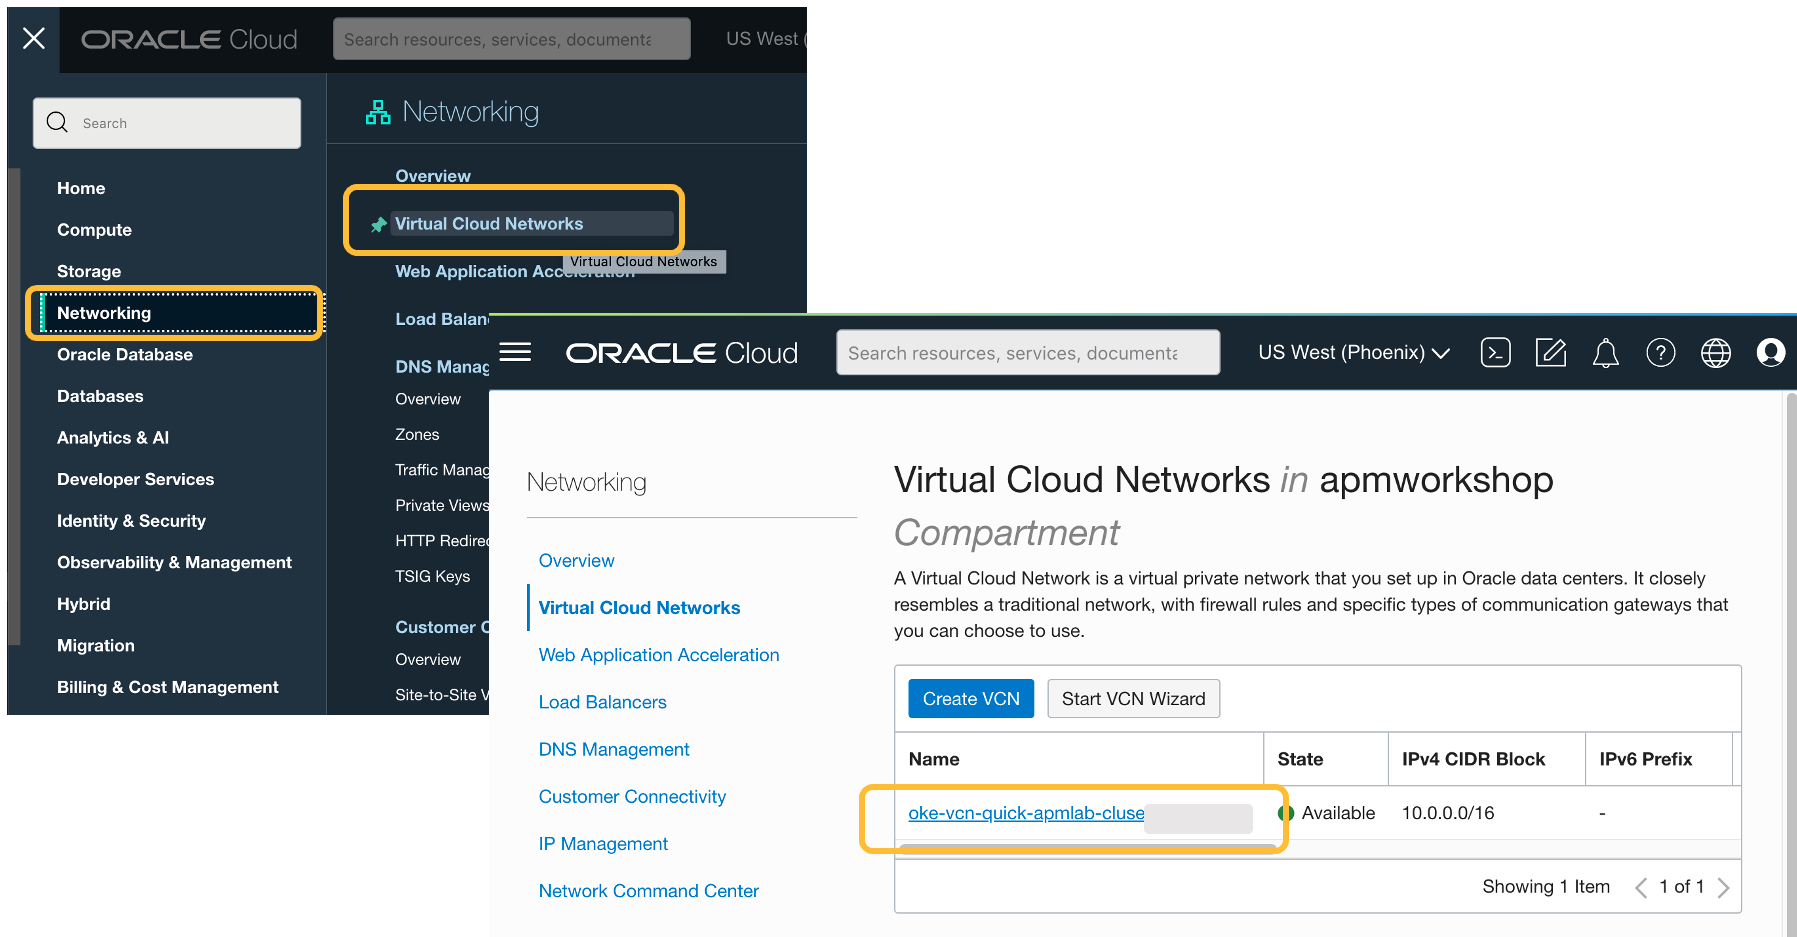 ORACLE Cloud
Search resources, services, documenta
US West (
Search
Home
Compute
Storage
Networking
Oracle Database
Databases
Analytics & AI
Developer Services
Identity & Security
Observability & Management
Hybrid
Migration
Billing & Cost Management
Networking
Overview
Virtual Cloud Networks
Virtual Cloud Networks
Web Application Acceleration
Load Balan
DNS Manag
Overview
Zones
Traffic Manag
Private Views
HTTP Redirec
TSIG Keys
Customer C
Overview
Site-to-Site V
ORACLE Cloud
Search resources, services, documenta
US West (Phoenix)
Networking
Overview
Virtual Cloud Networks
Web Application Acceleration
Load Balancers
DNS Management
Customer Connectivity
IP Management
Network Command Center
Virtual Cloud Networks in apmworkshop
Compartment
A Virtual Cloud Network is a virtual private network that you set up in Oracle data centers. It closely
resembles a traditional network, with firewall rules and specific types of communication gateways that
you can choose to use.
Create VCN Start VCN Wizard
Name State IPv4 CIDR Block IPv6 Prefix
oke-vcn-quick-apmlab-cluse Available 10.0.0.0/16 -
Showing 1 Item 1 of 1